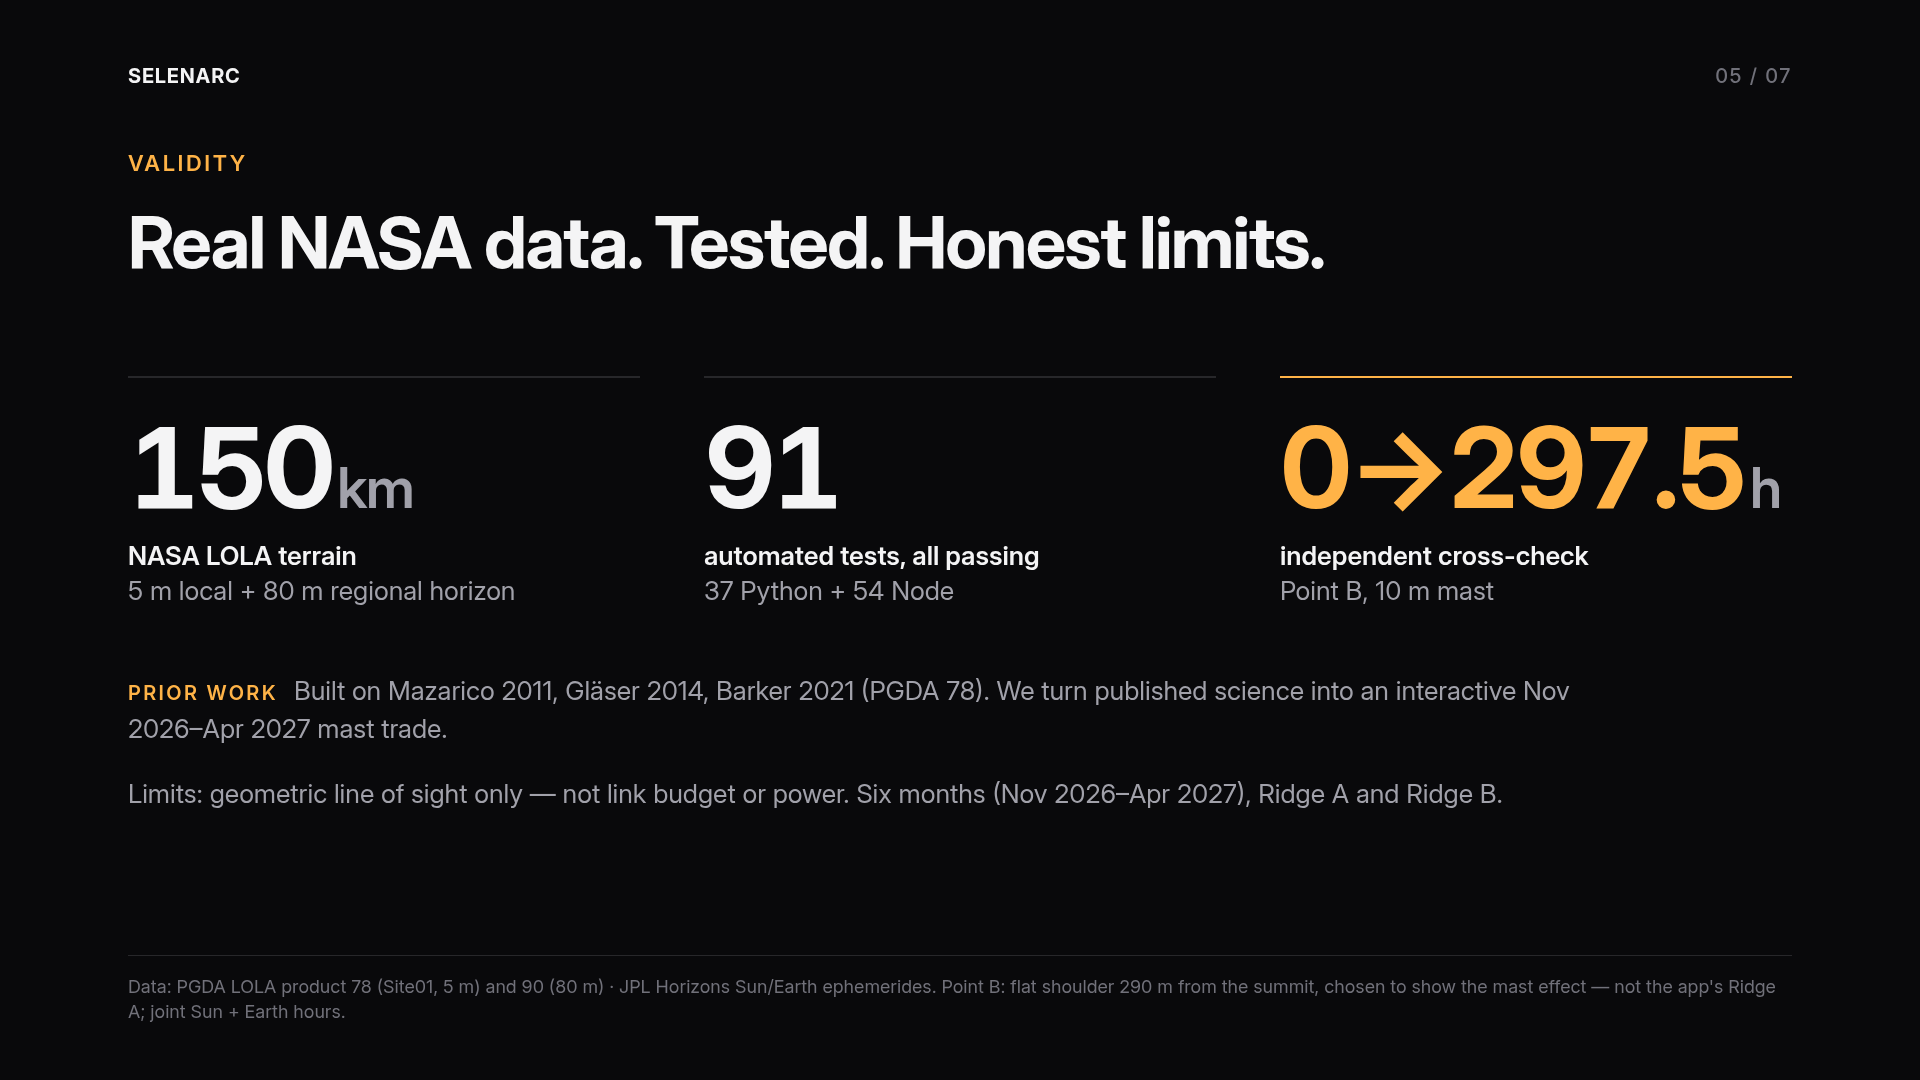 SELENARC
05 / 07
VALIDITY
Real NASA data. Tested. Honest limits.
150 km
NASA LOLA terrain
5 m local + 80 m regional horizon
91
automated tests, all passing
37 Python + 54 Node
0→297.5 h
independent cross-check
Point B, 10 m mast
PRIOR WORK Built on Mazarico 2011, Gläser 2014, Barker 2021 (PGDA 78). We turn published science into an interactive Nov
2026–Apr 2027 mast trade.
Limits: geometric line of sight only — not link budget or power. Six months (Nov 2026–Apr 2027), Ridge A and Ridge B.
Data: PGDA LOLA product 78 (Site01, 5 m) and 90 (80 m) · JPL Horizons Sun/Earth ephemerides. Point B: flat shoulder 290 m from the summit, chosen to show the mast effect — not the app's Ridge
A; joint Sun + Earth hours.